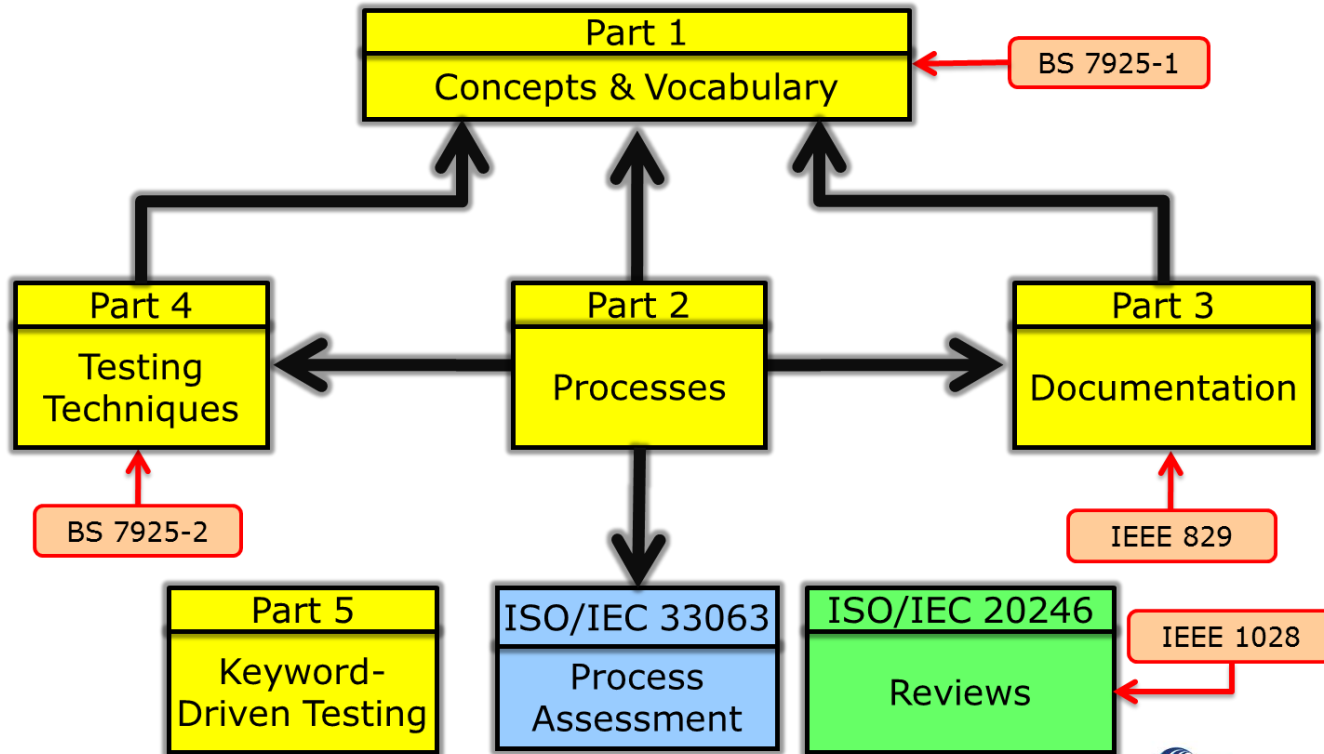 Part 1
Concepts & Vocabulary
BS 7925-1
Part 4
Testing
Techniques
Part 2
Processes
Part 3
Documentation
BS 7925-2
IEEE 829
Part 5
Keyword-
Driven Testing
ISO/IEC 33063
Process
Assessment
ISO/IEC 20246
Reviews
IEEE 1028